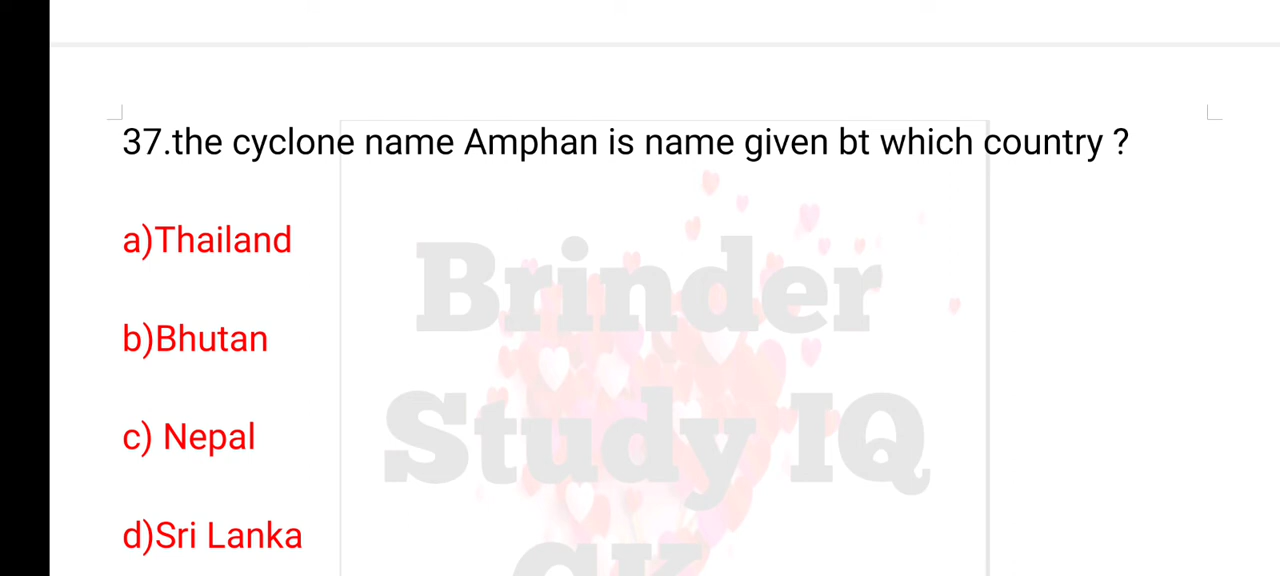 37.the cyclone name Amphan is name given bt which country ?
a)Thailand
Brinder
b)Bhutan
Study IQ
c) Nepal
d)Sri Lanka
GK